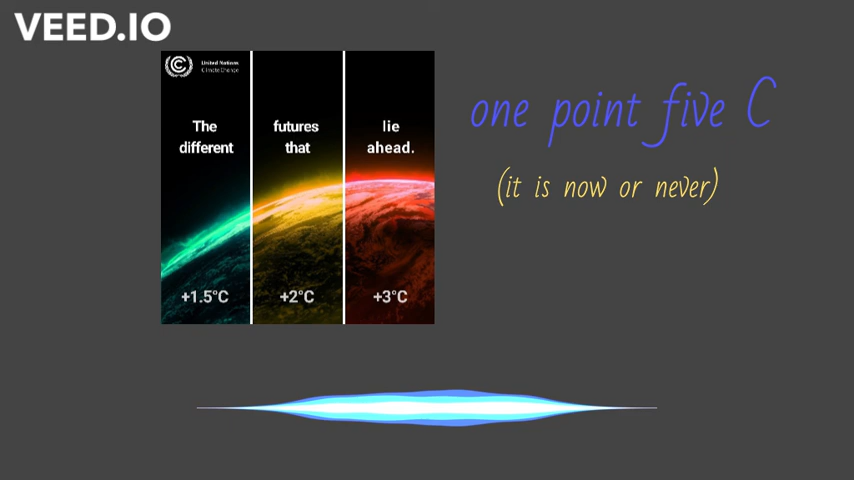 VEED.IO
United Nations
Climate Change
The different
futures that
lie ahead.
+1.5°C
+2°C
+3°C
one point five C
(it is now or never)